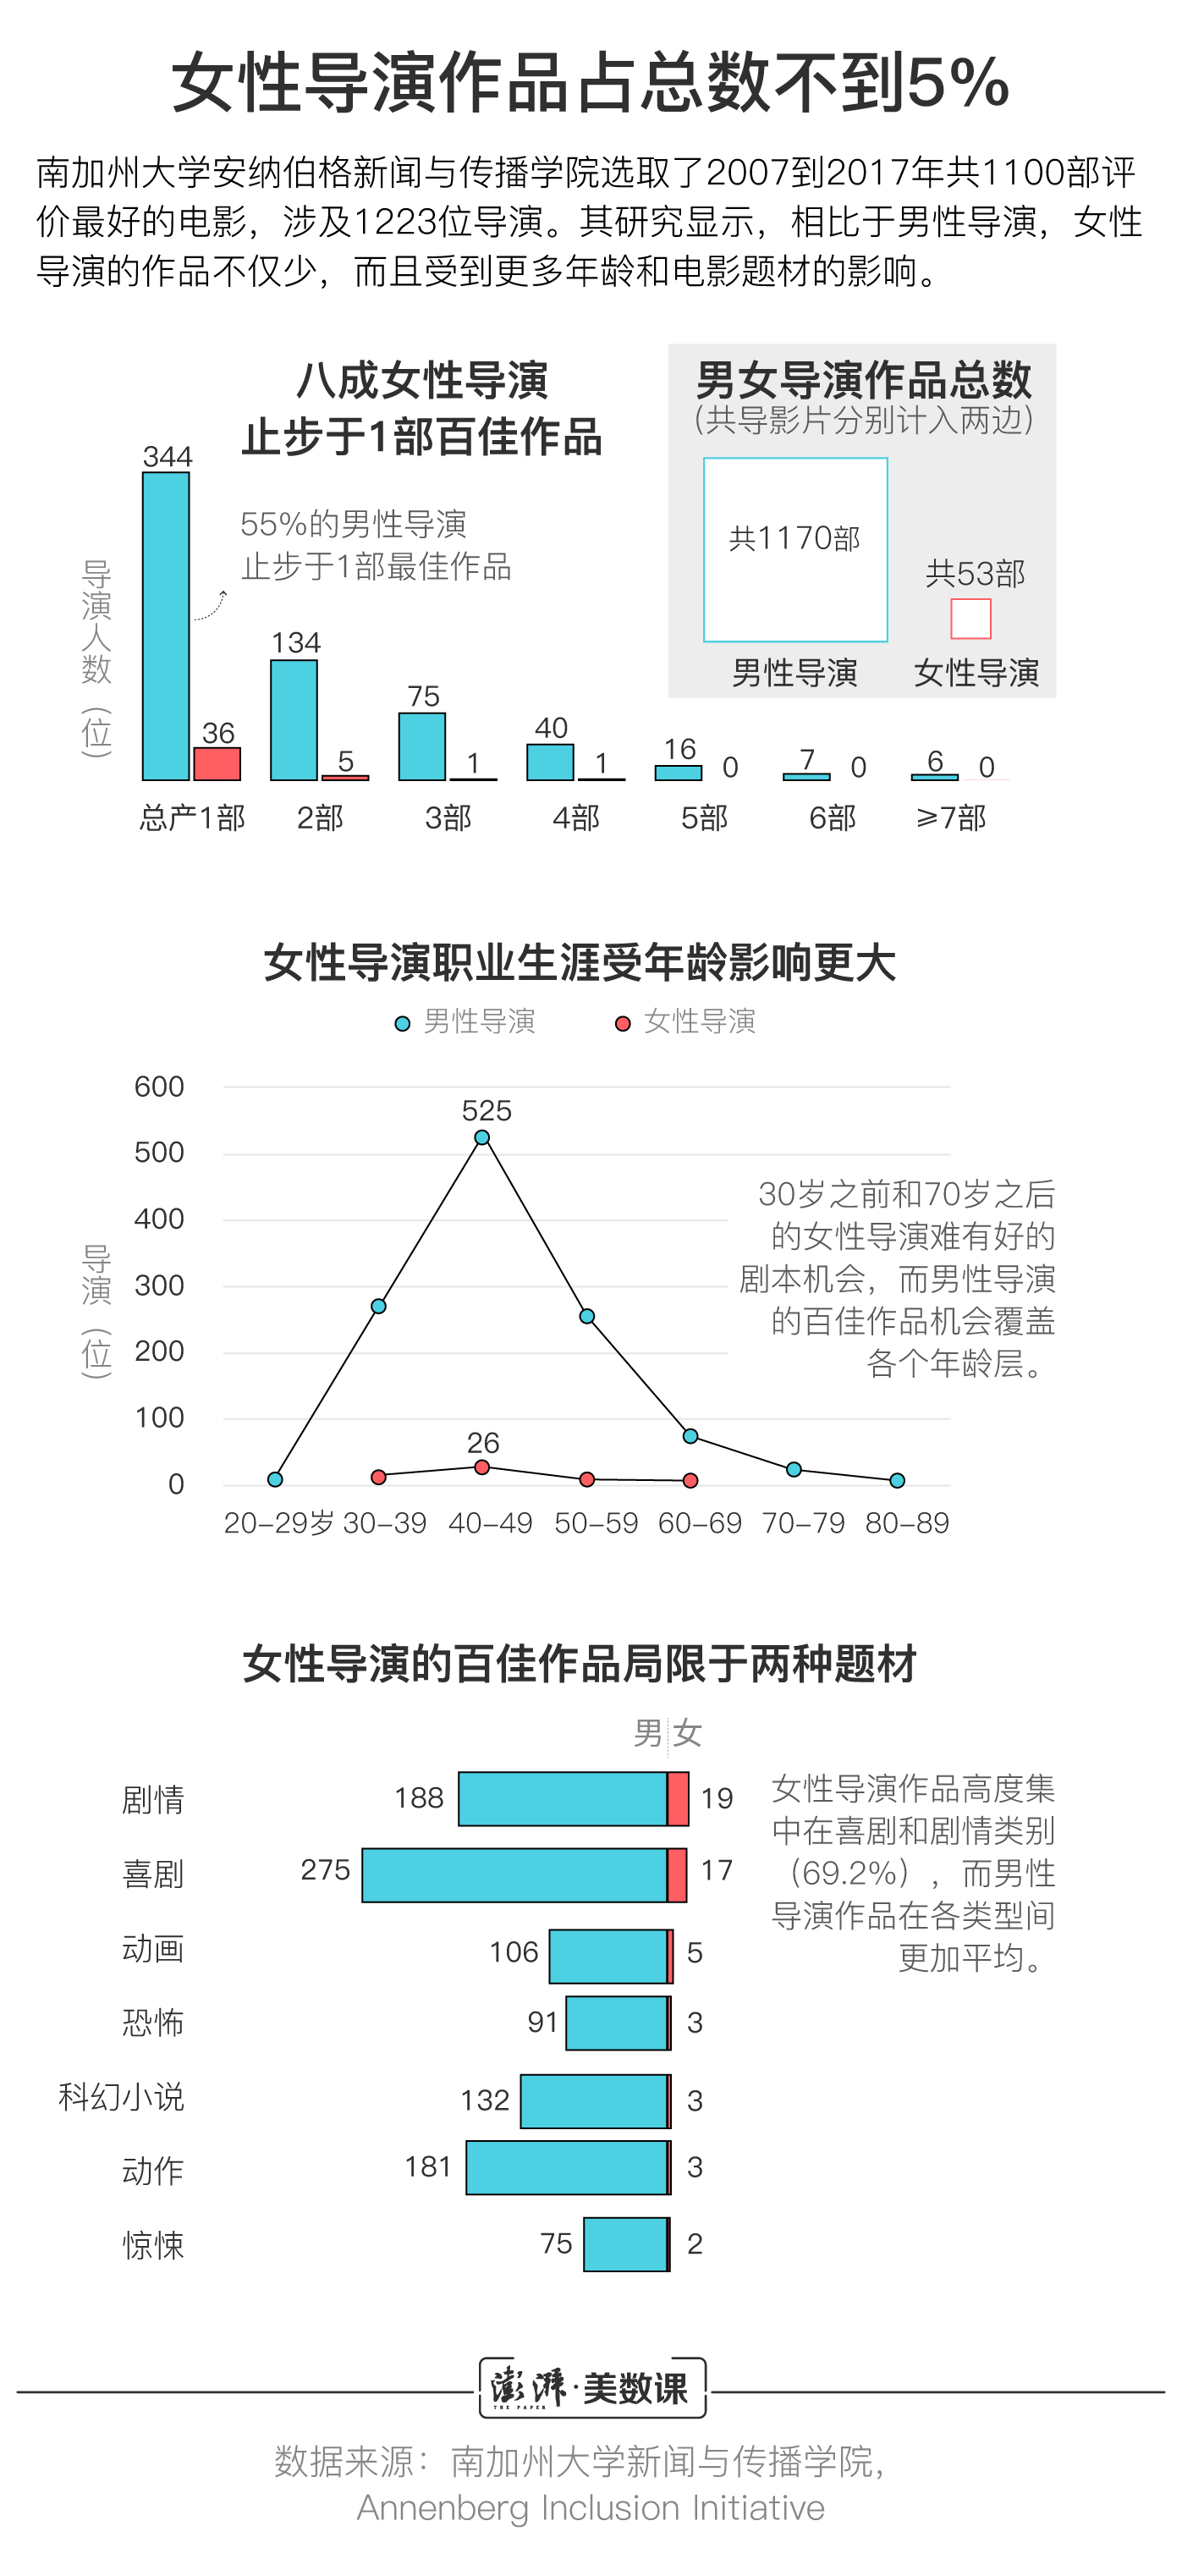 女性导演作品占总数不到5%
南加州大学安纳伯格新闻与传播学院选取了2007到2017年共1100部评
价最好的电影，涉及1223位导演。其研究显示，相比于男性导演，女性
导演的作品不仅少，而且受到更多年龄和电影题材的影响。
八成女性导演
止步于1部百佳作品
55%的男性导演
止步于1部最佳作品
导演人数（位）
344
36
134
5
75
1
40
1
16
0
7
0
6
0
总产1部
2部
3部
4部
5部
6部
≥7部
男女导演作品总数
（共导影片分别计入两边）
共1170部
共53部
男性导演
女性导演
女性导演职业生涯受年龄影响更大
男性导演
女性导演
导演（位）
600
500
400
300
200
100
0
525
26
30岁之前和70岁之后
的女性导演难有好的
剧本机会，而男性导演
的百佳作品机会覆盖
各个年龄层。
20–29岁 30–39 40–49 50–59 60–69 70–79 80–89
女性导演的百佳作品局限于两种题材
男 女
剧情 188 19
喜剧 275 17
动画 106 5
恐怖 91 3
科幻小说 132 3
动作 181 3
惊悚 75 2
女性导演作品高度集
中在喜剧和剧情类别
（69.2%），而男性
导演作品在各类型间
更加平均。
澎湃·美数课
THE PAPER
数据来源：南加州大学新闻与传播学院，
Annenberg Inclusion Initiative